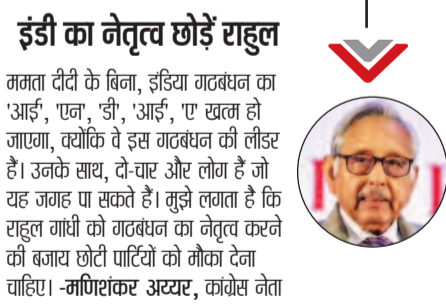 इंडी का नेतृत्व छोड़ें राहुल
ममता दीदी के बिना, इंडिया गठबंधन का
'आई', 'एन', 'डी', 'आई', 'ए' खत्म हो
जाएगा, क्योंकि वे इस गठबंधन की लीडर
हैं। उनके साथ, दो-चार और लोग हैं जो
यह जगह पा सकते हैं। मुझे लगता है कि
राहुल गांधी को गठबंधन का नेतृत्व करने
की बजाय छोटी पार्टियों को मौका देना
चाहिए। -मणिशंकर अय्यर, कांग्रेस नेता